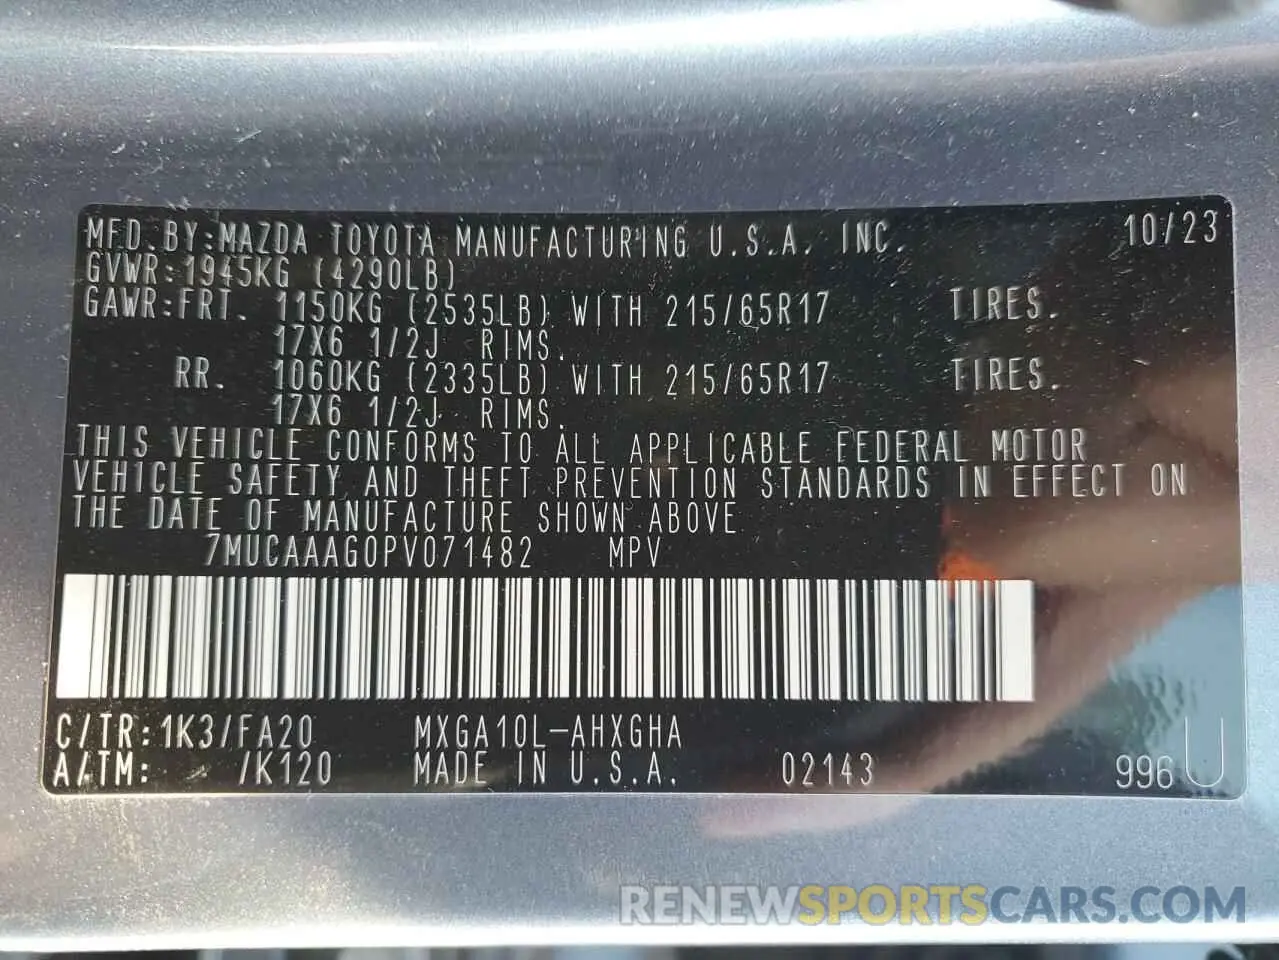 MFD.BY:MAZDA TOYOTA MANUFACTURING U.S.A. INC. 10/23
GVWR:1945KG (4290LB)
GAWR:FRT. 1150KG (2535LB) WITH 215/65R17 TIRES.
17X6 1/2J RIMS.
RR. 1060KG (2335LB) WITH 215/65R17 TIRES.
17X6 1/2J RIMS.
THIS VEHICLE CONFORMS TO ALL APPLICABLE FEDERAL MOTOR
VEHICLE SAFETY AND THEFT PREVENTION STANDARDS IN EFFECT ON
THE DATE OF MANUFACTURE SHOWN ABOVE
7MUCAAAG0PV071482 MPV
C/TR:1K3/FA20 MXGA10L-AHXGHA
A/TM: /K120 MADE IN U.S.A. 02143 996 U
RENEWSPORTSCARS.COM